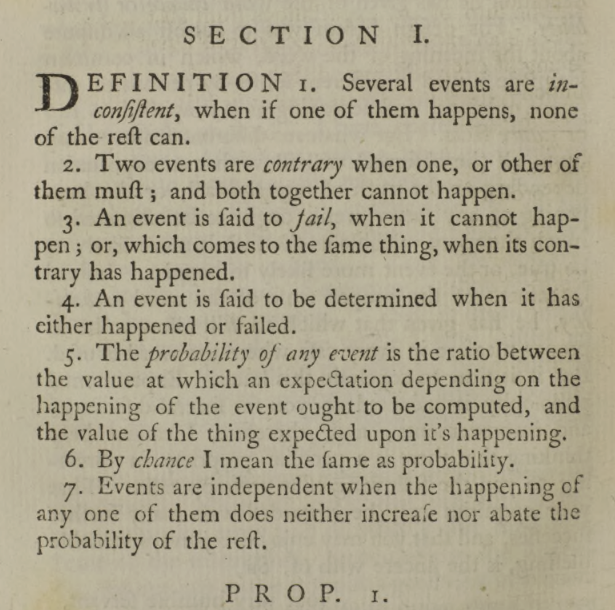 SECTION I.
DEFINITION 1. Several events are in-
conſiſtent, when if one of them happens, none
of the reſt can.
2. Two events are contrary when one, or other of
them muſt; and both together cannot happen.
3. An event is ſaid to fail, when it cannot hap-
pen; or, which comes to the ſame thing, when its con-
trary has happened.
4. An event is ſaid to be determined when it has
either happened or failed.
5. The probability of any event is the ratio between
the value at which an expectation depending on the
happening of the event ought to be computed, and
the value of the thing expected upon it's happening.
6. By chance I mean the ſame as probability.
7. Events are independent when the happening of
any one of them does neither increaſe nor abate the
probability of the reſt.
PROP. 1.